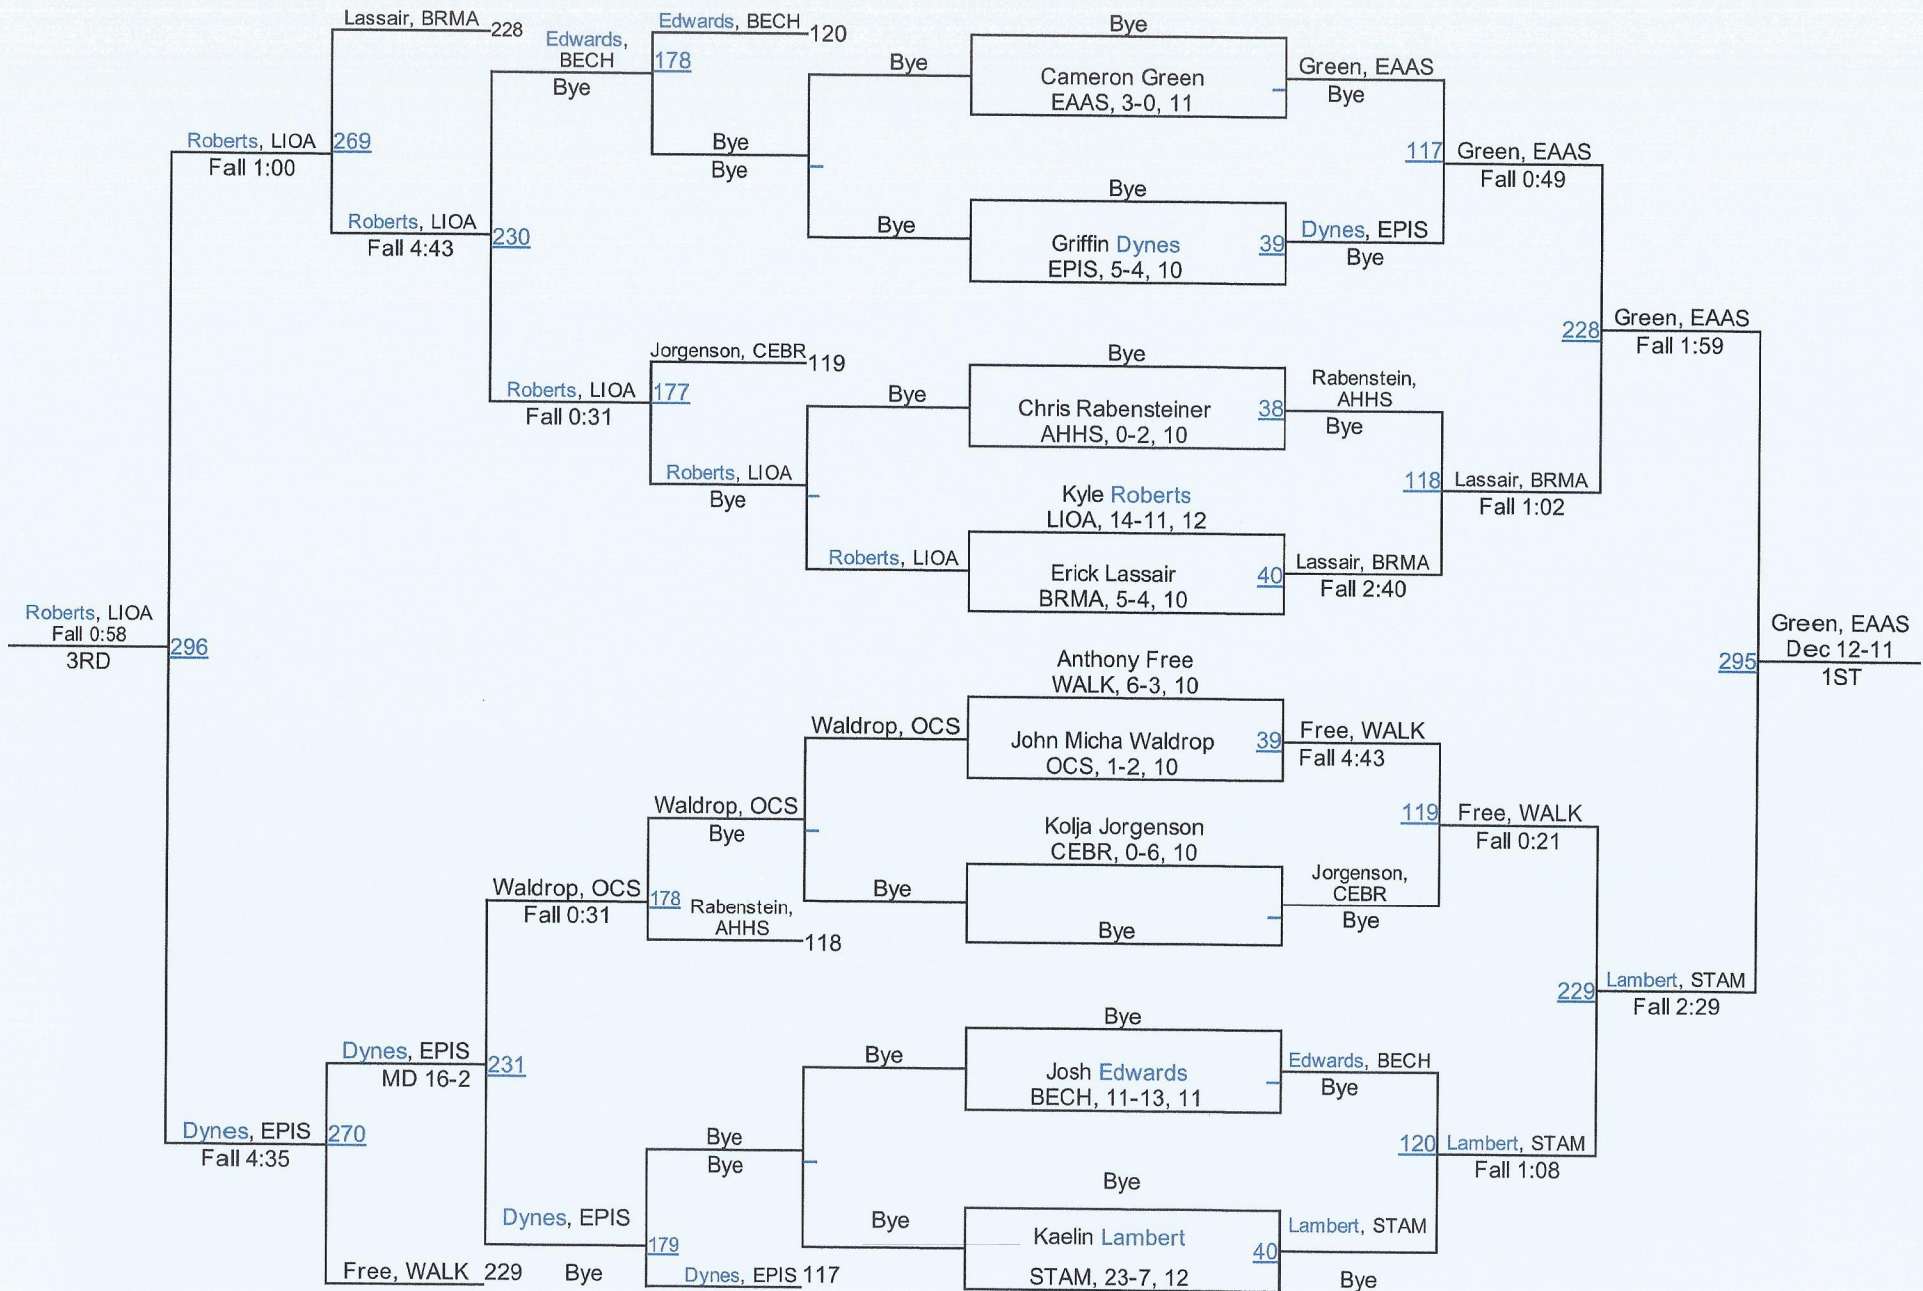 Lassair, BRMA
228
Edwards,
BECH
Bye
Edwards, BECH
120
178
Bye
Bye
Bye
Bye
Cameron Green
EAAS, 3-0, 11
Green, EAAS
Bye
Roberts, LIOA
Fall 1:00
269
Roberts, LIOA
Fall 4:43
230
Bye
Bye
Griffin Dynes
EPIS, 5-4, 10
39
Dynes, EPIS
Bye
117
Green, EAAS
Fall 0:49
228
Green, EAAS
Fall 1:59
Jorgenson, CEBR
119
Roberts, LIOA
Fall 0:31
177
Roberts, LIOA
Bye
Bye
Bye
Chris Rabensteiner
AHHS, 0-2, 10
38
Rabenstein,
AHHS
Bye
118
Lassair, BRMA
Fall 1:02
Roberts, LIOA
Kyle Roberts
LIOA, 14-11, 12
Erick Lassair
BRMA, 5-4, 10
40
Lassair, BRMA
Fall 2:40
Roberts, LIOA
Fall 0:58
3RD
296
295
Green, EAAS
Dec 12-11
1ST
Anthony Free
WALK, 6-3, 10
Waldrop, OCS
John Micha Waldrop
OCS, 1-2, 10
39
Free, WALK
Fall 4:43
Waldrop, OCS
Bye
Kolja Jorgenson
CEBR, 0-6, 10
119
Free, WALK
Fall 0:21
Waldrop, OCS
Fall 0:31
178
Rabenstein,
AHHS
118
Bye
Bye
Jorgenson,
CEBR
Bye
229
Lambert, STAM
Fall 2:29
Dynes, EPIS
MD 16-2
231
Bye
Bye
Josh Edwards
BECH, 11-13, 11
Edwards, BECH
Bye
Dynes, EPIS
Fall 4:35
270
Bye
Bye
120
Lambert, STAM
Fall 1:08
Dynes, EPIS
Bye
179
Dynes, EPIS
117
Bye
Bye
Kaelin Lambert
STAM, 23-7, 12
40
Lambert, STAM
Bye
Free, WALK
229